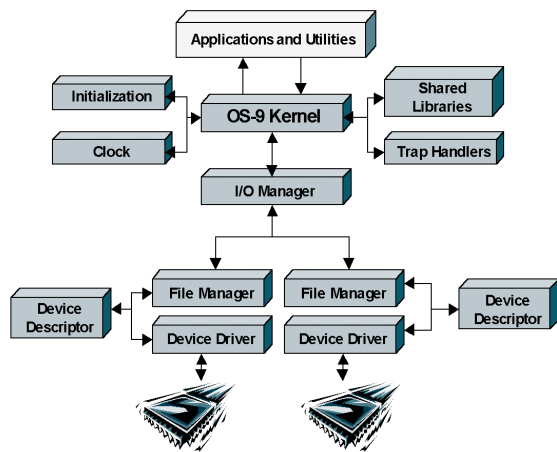 Applications and Utilities
Initialization
OS-9 Kernel
Shared
Libraries
Clock
Trap Handlers
I/O Manager
File Manager
File Manager
Device
Descriptor
Device
Descriptor
Device Driver
Device Driver